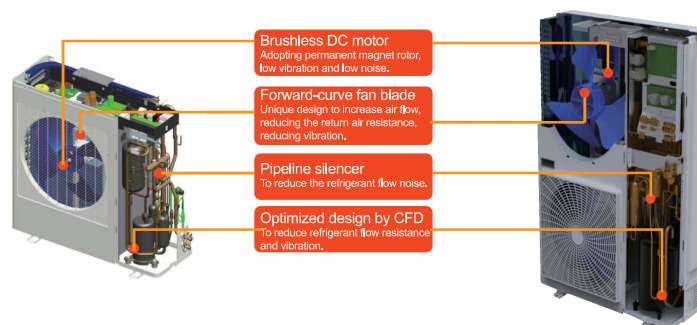 Brushless DC motor
Adopting permanent magnet rotor,
low vibration and low noise.
Forward-curve fan blade
Unique design to increase air flow,
reducing the return air resistance,
reducing vibration.
Pipeline silencer
To reduce the refrigerant flow noise.
Optimized design by CFD
To reduce refrigerant flow resistance
and vibration.